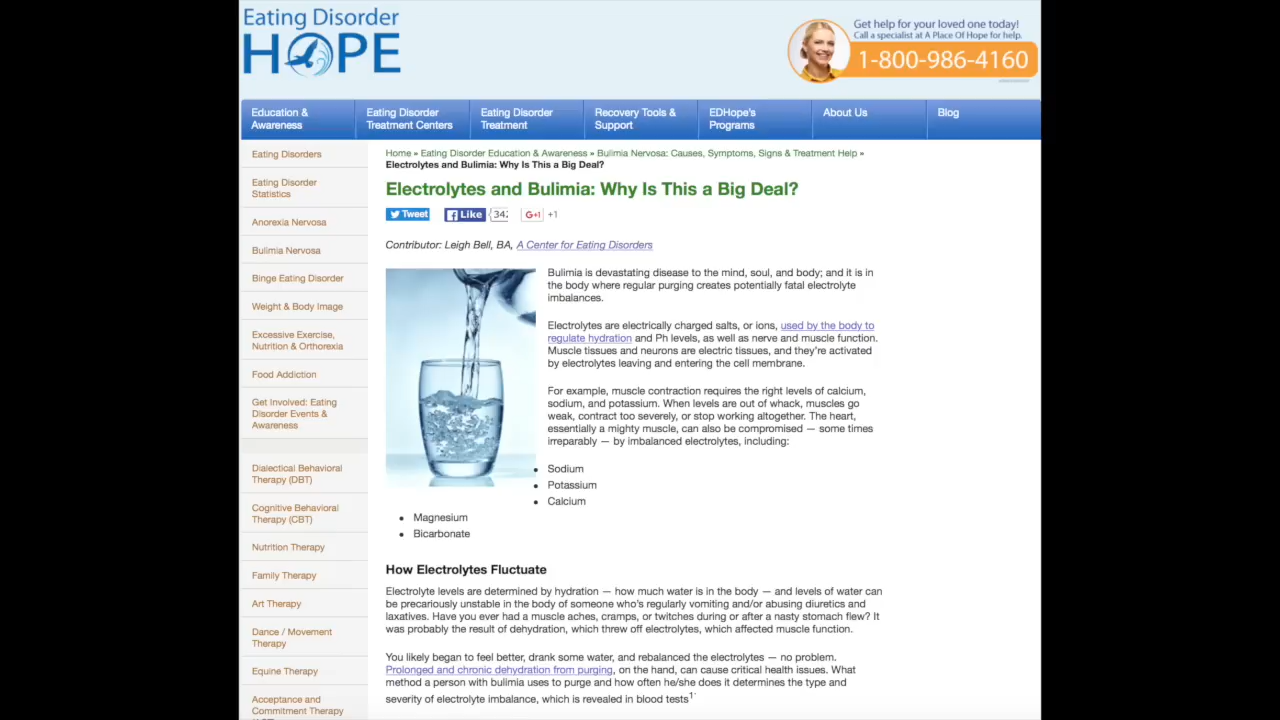 Eating Disorder
HOPE
Get help for your loved one today!
Call a specialist at A Place Of Hope for help.
1-800-986-4160
Education &
Awareness
Eating Disorder
Treatment Centers
Eating Disorder
Treatment
Recovery Tools &
Support
EDHope's
Programs
About Us
Blog
Eating Disorders
Eating Disorder
Statistics
Anorexia Nervosa
Bulimia Nervosa
Binge Eating Disorder
Weight & Body Image
Excessive Exercise,
Nutrition & Orthorexia
Food Addiction
Get Involved: Eating
Disorder Events &
Awareness
Dialectical Behavioral
Therapy (DBT)
Cognitive Behavioral
Therapy (CBT)
Nutrition Therapy
Family Therapy
Art Therapy
Dance / Movement
Therapy
Equine Therapy
Acceptance and
Commitment Therapy
Home » Eating Disorder Education & Awareness » Bulimia Nervosa: Causes, Symptoms, Signs & Treatment Help »
Electrolytes and Bulimia: Why Is This a Big Deal?
Electrolytes and Bulimia: Why Is This a Big Deal?
Tweet Like 342 G+1 +1
Contributor: Leigh Bell, BA, A Center for Eating Disorders
Bulimia is devastating disease to the mind, soul, and body; and it is in
the body where regular purging creates potentially fatal electrolyte
imbalances.
Electrolytes are electrically charged salts, or ions, used by the body to
regulate hydration and Ph levels, as well as nerve and muscle function.
Muscle tissues and neurons are electric tissues, and they're activated
by electrolytes leaving and entering the cell membrane.
For example, muscle contraction requires the right levels of calcium,
sodium, and potassium. When levels are out of whack, muscles go
weak, contract too severely, or stop working altogether. The heart,
essentially a mighty muscle, can also be compromised — some times
irreparably — by imbalanced electrolytes, including:
• Sodium
• Potassium
• Calcium
• Magnesium
• Bicarbonate
How Electrolytes Fluctuate
Electrolyte levels are determined by hydration — how much water is in the body — and levels of water can
be precariously unstable in the body of someone who's regularly vomiting and/or abusing diuretics and
laxatives. Have you ever had a muscle aches, cramps, or twitches during or after a nasty stomach flew? It
was probably the result of dehydration, which threw off electrolytes, which affected muscle function.
You likely began to feel better, drank some water, and rebalanced the electrolytes — no problem.
Prolonged and chronic dehydration from purging, on the hand, can cause critical health issues. What
method a person with bulimia uses to purge and how often he/she does it determines the type and
severity of electrolyte imbalance, which is revealed in blood tests1.